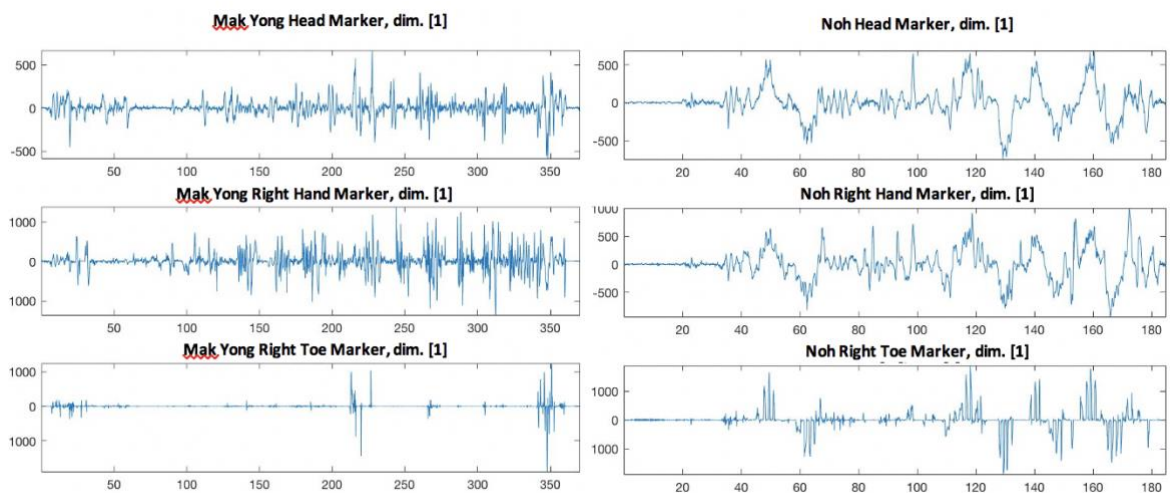 Mak Yong Head Marker, dim. [1]
500
0
-500
50 100 150 200 250 300 350
Mak Yong Right Hand Marker, dim. [1]
1000
0
1000
50 100 150 200 250 300 350
Mak Yong Right Toe Marker, dim. [1]
1000
0
1000
50 100 150 200 250 300 350
Noh Head Marker, dim. [1]
500
0
-500
20 40 60 80 100 120 140 160 180
Noh Right Hand Marker, dim. [1]
1000
500
0
-500
20 40 60 80 100 120 140 160 180
Noh Right Toe Marker, dim. [1]
1000
0
1000
20 40 60 80 100 120 140 160 180